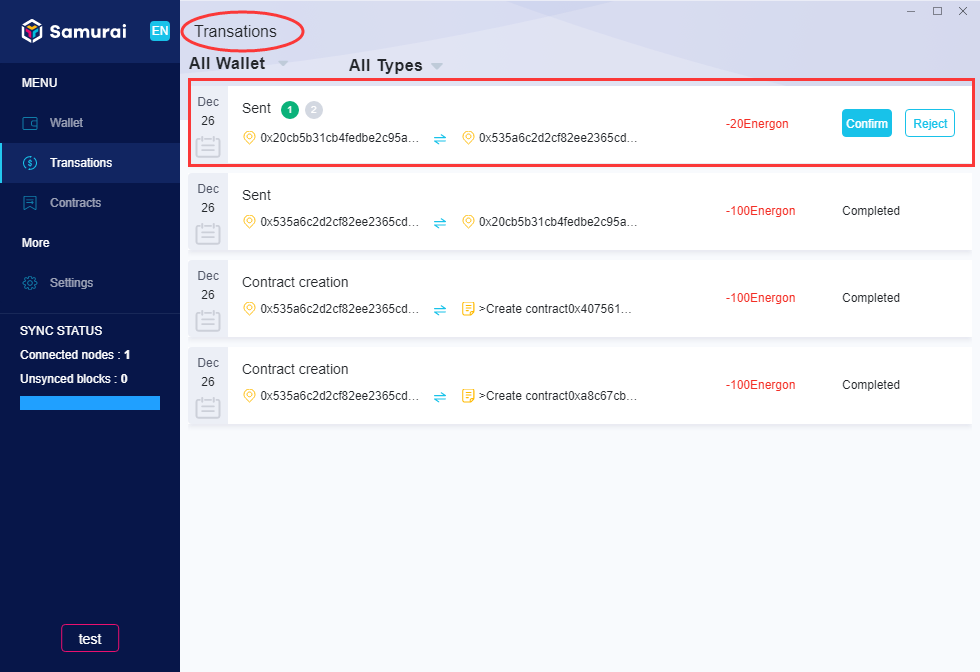 Samurai
EN
MENU
Wallet
Transations
Contracts
More
Settings
SYNC STATUS
Connected nodes : 1
Unsynced blocks : 0
test
Transations
All Wallet
All Types
Dec
26
Sent 1 2
0x20cb5b31cb4fedbe2c95a... 0x535a6c2d2cf82ee2365cd...
-20Energon
Confirm
Reject
Dec
26
Sent
0x535a6c2d2cf82ee2365cd... 0x20cb5b31cb4fedbe2c95a...
-100Energon
Completed
Dec
26
Contract creation
0x535a6c2d2cf82ee2365cd... >Create contract0x407561...
-100Energon
Completed
Dec
26
Contract creation
0x535a6c2d2cf82ee2365cd... >Create contract0xa8c67cb...
-100Energon
Completed